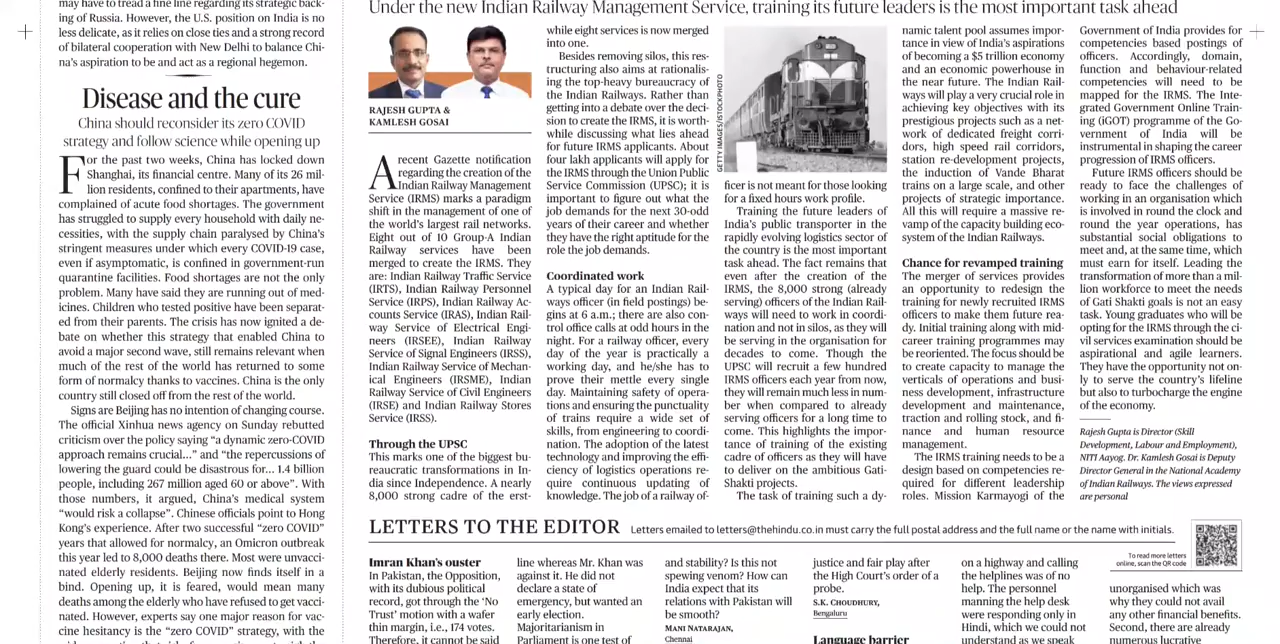 may have to tread a fine line regarding its strategic back-
ing of Russia. However, the U.S. position on India is no
less delicate, as it relies on close ties and a strong record
of bilateral cooperation with New Delhi to balance Chi-
na's aspiration to be and act as a regional hegemon.
Disease and the cure
China should reconsider its zero COVID
strategy and follow science while opening up
For the past two weeks, China has locked down
Shanghai, its financial centre. Many of its 26 mil-
lion residents, confined to their apartments, have
complained of acute food shortages. The government
has struggled to supply every household with daily ne-
cessities, with the supply chain paralysed by China's
stringent measures under which every COVID-19 case,
even if asymptomatic, is confined in government-run
quarantine facilities. Food shortages are not the only
problem. Many have said they are running out of med-
icines. Children who tested positive have been separat-
ed from their parents. The crisis has now ignited a de-
bate on whether this strategy that enabled China to
avoid a major second wave, still remains relevant when
much of the rest of the world has returned to some
form of normalcy thanks to vaccines. China is the only
country still closed off from the rest of the world.
Signs are Beijing has no intention of changing course.
The official Xinhua news agency on Sunday rebutted
criticism over the policy saying "a dynamic zero-COVID
approach remains crucial..." and "the repercussions of
lowering the guard could be disastrous for... 1.4 billion
people, including 267 million aged 60 or above". With
those numbers, it argued, China's medical system
"would risk a collapse". Chinese officials point to Hong
Kong's experience. After two successful "zero COVID"
years that allowed for normalcy, an Omicron outbreak
this year led to 8,000 deaths there. Most were unvacci-
nated elderly residents. Beijing now finds itself in a
bind. Opening up, it is feared, would mean many
deaths among the elderly who have refused to get vacci-
nated. However, experts say one major reason for vac-
cine hesitancy is the "zero COVID" strategy, with the
Under the new Indian Railway Management Service, training its future leaders is the most important task ahead
RAJESH GUPTA &
KAMLESH GOSAI
A recent Gazette notification
regarding the creation of the
Indian Railway Management
Service (IRMS) marks a paradigm
shift in the management of one of
the world's largest rail networks.
Eight out of 10 Group-A Indian
Railway services have been
merged to create the IRMS. They
are: Indian Railway Traffic Service
(IRTS), Indian Railway Personnel
Service (IRPS), Indian Railway Ac-
counts Service (IRAS), Indian Rail-
way Service of Electrical Engi-
neers (IRSEE), Indian Railway
Service of Signal Engineers (IRSS),
Indian Railway Service of Mechan-
ical Engineers (IRSME), Indian
Railway Service of Civil Engineers
(IRSE) and Indian Railway Stores
Service (IRSS).
Through the UPSC
This marks one of the biggest bu-
reaucratic transformations in In-
dia since Independence. A nearly
8,000 strong cadre of the erst-
while eight services is now merged
into one.
Besides removing silos, this res-
tructuring also aims at rationalis-
ing the top-heavy bureaucracy of
the Indian Railways. Rather than
getting into a debate over the deci-
sion to create the IRMS, it is worth-
while discussing what lies ahead
for future IRMS applicants. About
four lakh applicants will apply for
the IRMS through the Union Public
Service Commission (UPSC); it is
important to figure out what the
job demands for the next 30-odd
years of their career and whether
they have the right aptitude for the
role the job demands.
Coordinated work
A typical day for an Indian Rail-
ways officer (in field postings) be-
gins at 6 a.m.; there are also con-
trol office calls at odd hours in the
night. For a railway officer, every
day of the year is practically a
working day, and he/she has to
prove their mettle every single
day. Maintaining safety of opera-
tions and ensuring the punctuality
of trains require a wide set of
skills, from engineering to coordi-
nation. The adoption of the latest
technology and improving the effi-
ciency of logistics operations re-
quire continuous updating of
knowledge. The job of a railway of-
GETTY IMAGES/ISTOCKPHOTO
ficer is not meant for those looking
for a fixed hours work profile.
Training the future leaders of
India's public transporter in the
rapidly evolving logistics sector of
the country is the most important
task ahead. The fact remains that
even after the creation of the
IRMS, the 8,000 strong (already
serving) officers of the Indian Rail-
ways will need to work in coordi-
nation and not in silos, as they will
be serving in the organisation for
decades to come. Though the
UPSC will recruit a few hundred
IRMS officers each year from now,
they will remain much less in num-
ber when compared to already
serving officers for a long time to
come. This highlights the impor-
tance of training of the existing
cadre of officers as they will have
to deliver on the ambitious Gati-
Shakti projects.
The task of training such a dy-
namic talent pool assumes impor-
tance in view of India's aspirations
of becoming a $5 trillion economy
and an economic powerhouse in
the near future. The Indian Rail-
ways will play a very crucial role in
achieving key objectives with its
prestigious projects such as a net-
work of dedicated freight corri-
dors, high speed rail corridors,
station re-development projects,
the induction of Vande Bharat
trains on a large scale, and other
projects of strategic importance.
All this will require a massive re-
vamp of the capacity building eco-
system of the Indian Railways.
Chance for revamped training
The merger of services provides
an opportunity to redesign the
training for newly recruited IRMS
officers to make them future rea-
dy. Initial training along with mid-
career training programmes may
be reoriented. The focus should be
to create capacity to manage the
verticals of operations and busi-
ness development, infrastructure
development and maintenance,
traction and rolling stock, and fi-
nance and human resource
management.
The IRMS training needs to be a
design based on competencies re-
quired for different leadership
roles. Mission Karmayogi of the
Government of India provides for
competencies based postings of
officers. Accordingly, domain,
function and behaviour-related
competencies will need to be
mapped for the IRMS. The Inte-
grated Government Online Train-
ing (iGOT) programme of the Go-
vernment of India will be
instrumental in shaping the career
progression of IRMS officers.
Future IRMS officers should be
ready to face the challenges of
working in an organisation which
is involved in round the clock and
round the year operations, has
substantial social obligations to
meet and, at the same time, which
must earn for itself. Leading the
transformation of more than a mil-
lion workforce to meet the needs
of Gati Shakti goals is not an easy
task. Young graduates who will be
opting for the IRMS through the ci-
vil services examination should be
aspirational and agile learners.
They have the opportunity not on-
ly to serve the country's lifeline
but also to turbocharge the engine
of the economy.
Rajesh Gupta is Director (Skill
Development, Labour and Employment),
NITI Aayog. Dr. Kamlesh Gosai is Deputy
Director General in the National Academy
of Indian Railways. The views expressed
are personal
LETTERS TO THE EDITOR Letters emailed to letters@thehindu.co.in must carry the full postal address and the full name or the name with initials.
To read more letters
online, scan the QR code
Imran Khan's ouster
In Pakistan, the Opposition,
with its dubious political
record, got through the 'No
Trust' motion with a wafer
thin margin, i.e., 174 votes.
Therefore, it cannot be said
line whereas Mr. Khan was
against it. He did not
declare a state of
emergency, but wanted an
early election.
Majoritarianism in
Parliament is one test of
and stability? Is this not
spewing venom? How can
India expect that its
relations with Pakistan will
be smooth?
MANI NATARAJAN,
Chennai
justice and fair play after
the High Court's order of a
probe.
S.K. CHOUDHURY,
Bengaluru
Language barrier
on a highway and calling
the helplines was of no
help. The personnel
manning the help desk
were responding only in
Hindi, which we could not
understand as we speak
unorganised which was
why they could not avail
any other financial benefits.
Second, there are already
numerous lucrative